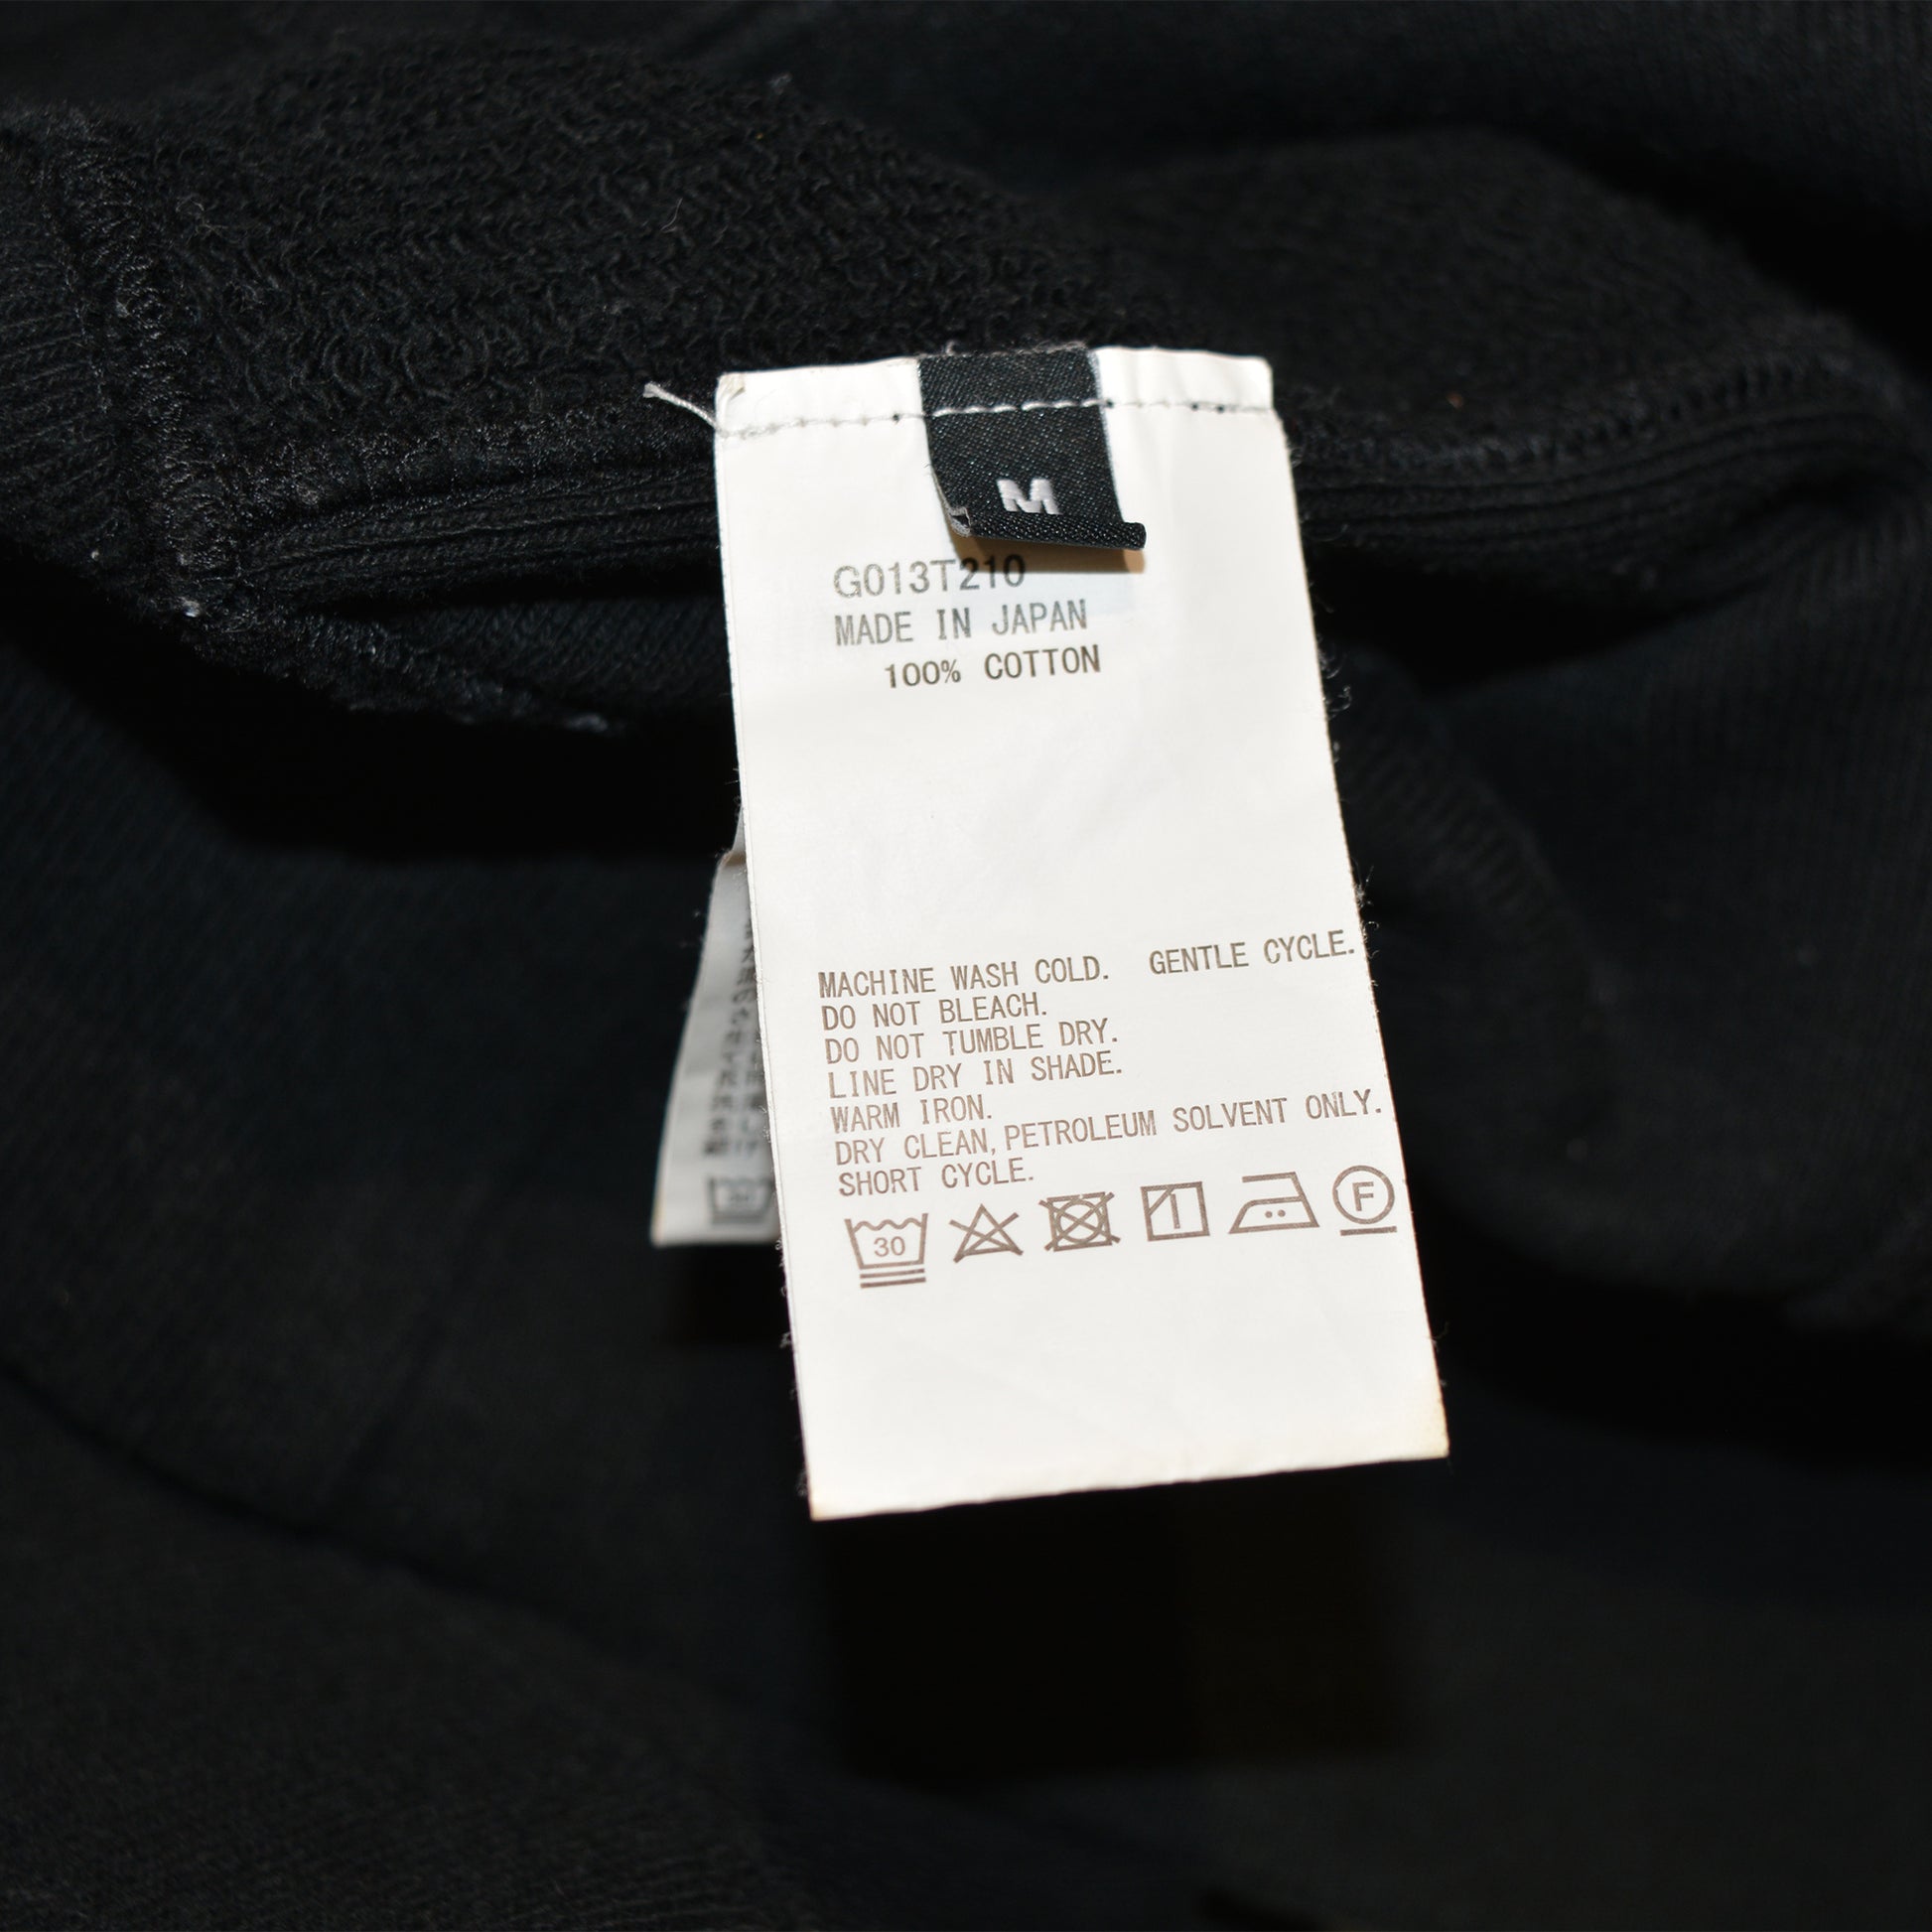 M
G013T210
MADE IN JAPAN
100% COTTON
MACHINE WASH COLD. GENTLE CYCLE.
DO NOT BLEACH.
DO NOT TUMBLE DRY.
LINE DRY IN SHADE.
WARM IRON.
DRY CLEAN, PETROLEUM SOLVENT ONLY.
SHORT CYCLE.
30 F